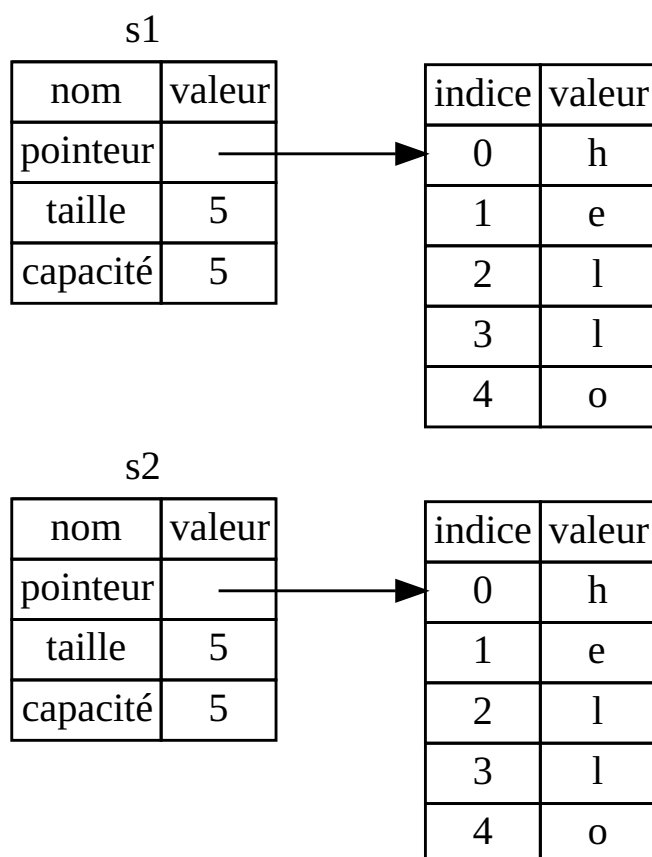 s1
nom valeur
pointeur
taille 5
capacité 5
indice valeur
0 h
1 e
2 l
3 l
4 o
s2
nom valeur
pointeur
taille 5
capacité 5
indice valeur
0 h
1 e
2 l
3 l
4 o